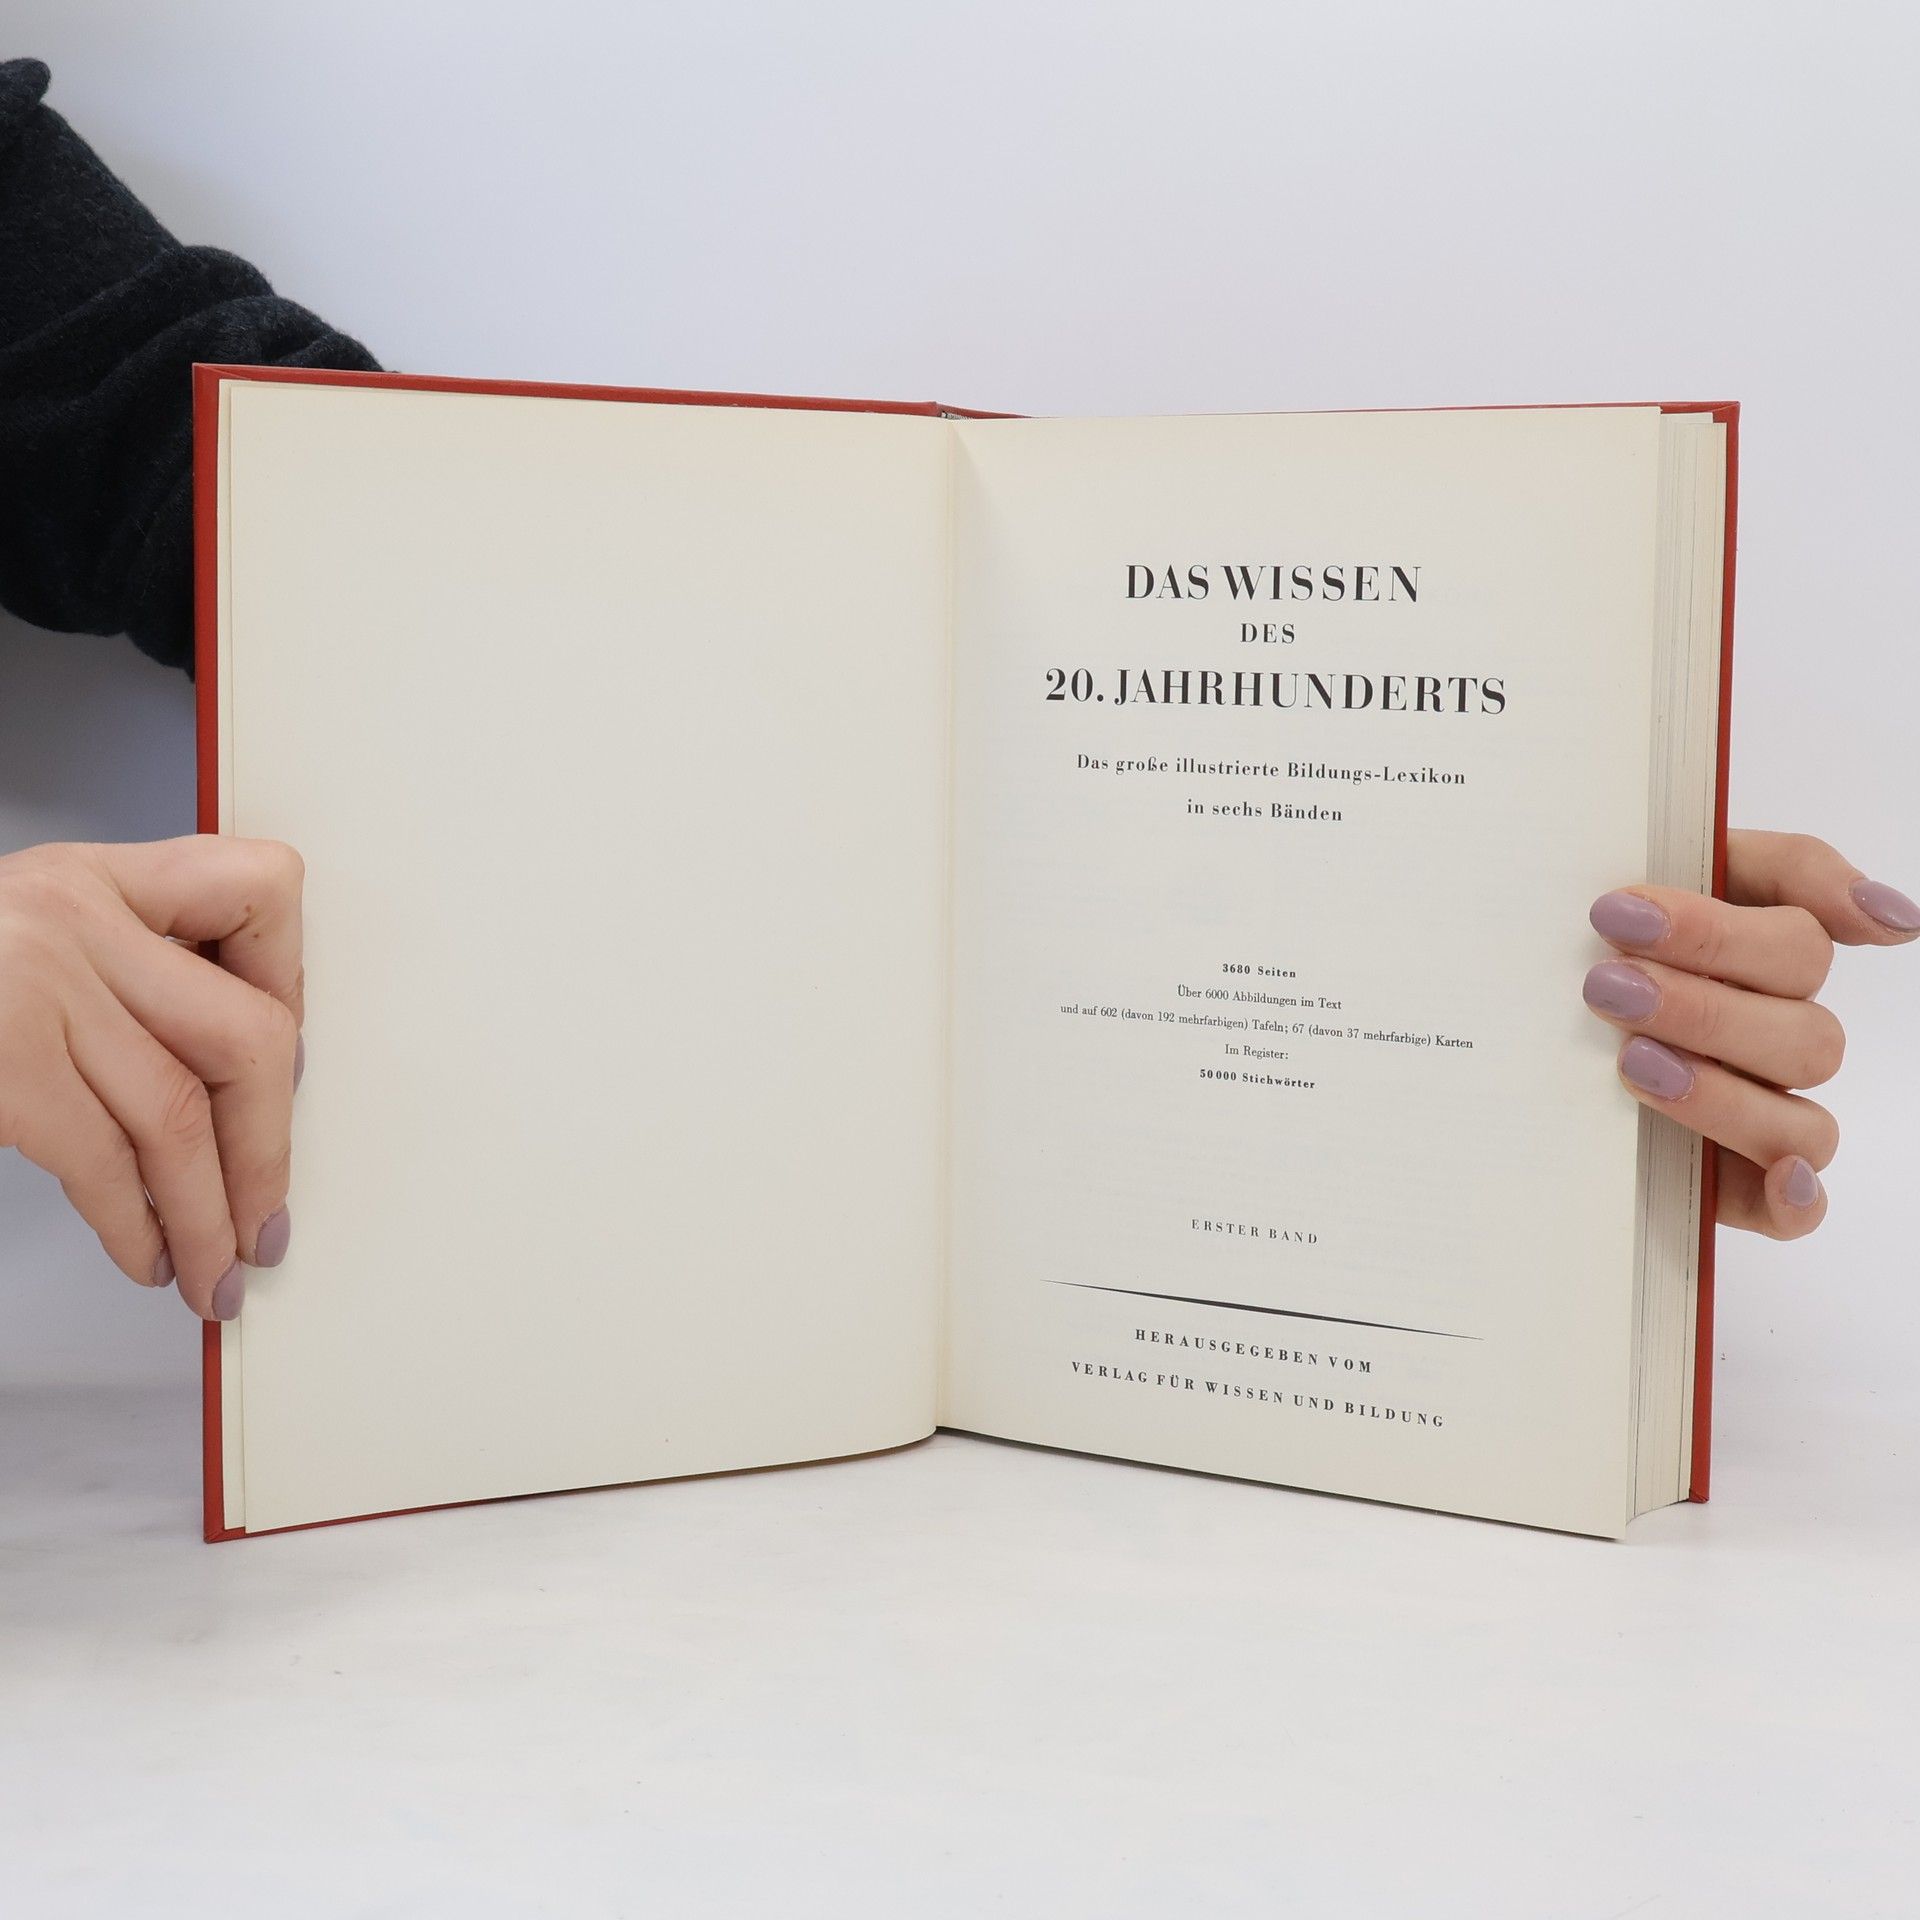 DAS WISSEN
DES
20. JAHRHUNDERTS
Das große illustrierte Bildungs-Lexikon
in sechs Bänden
3680 Seiten
Über 6000 Abbildungen im Text
und auf 602 (davon 192 mehrfarbigen) Tafeln; 67 (davon 37 mehrfarbige) Karten
Im Register:
50 000 Stichwörter
ERSTER BAND
HERAUSGEGEBEN VOM
VERLAG FÜR WISSEN UND BILDUNG